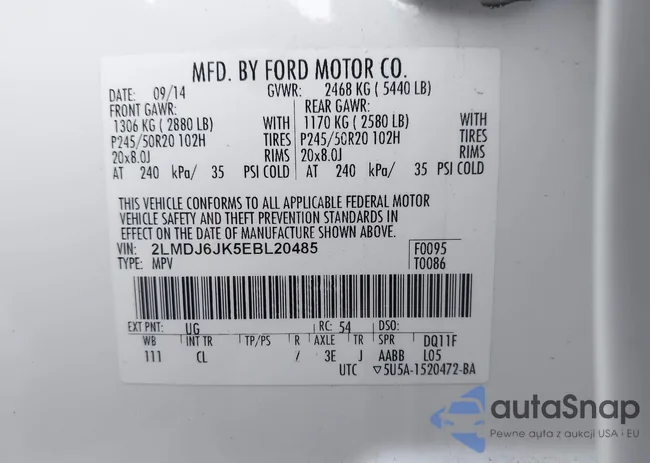 MFD. BY FORD MOTOR CO.
DATE: 09/14 GVWR: 2468 KG ( 5440 LB)
FRONT GAWR: REAR GAWR:
1306 KG ( 2880 LB) WITH 1170 KG ( 2580 LB) WITH
P245/50R20 102H TIRES P245/50R20 102H TIRES
20x8.0J RIMS 20x8.0J RIMS
AT 240 kPa/ 35 PSI COLD AT 240 kPa/ 35 PSI COLD
THIS VEHICLE CONFORMS TO ALL APPLICABLE FEDERAL MOTOR
VEHICLE SAFETY AND THEFT PREVENTION STANDARDS IN
EFFECT ON THE DATE OF MANUFACTURE SHOWN ABOVE.
VIN: 2LMDJ6JK5EBL20485 F0095
TYPE: MPV T0086
EXT PNT: UG RC: 54 DSO:
WB INT TR TP/PS R AXLE TR SPR DQ11F
111 CL / 3E J AABB L05
UTC ▽5U5A-1520472-BA
autoSnap
Pewne auta z aukcji USA i EU